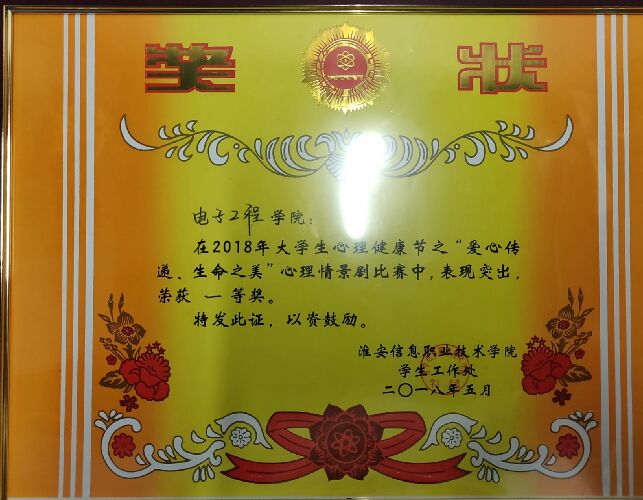 奖 状
电子工程学院：
在2018年大学生心理健康节之“爱心传
递、生命之美”心理情景剧比赛中，表现突出，
荣获 一等奖。
特发此证，以资鼓励。
淮安信息职业技术学院
学生工作处
二〇一八年五月